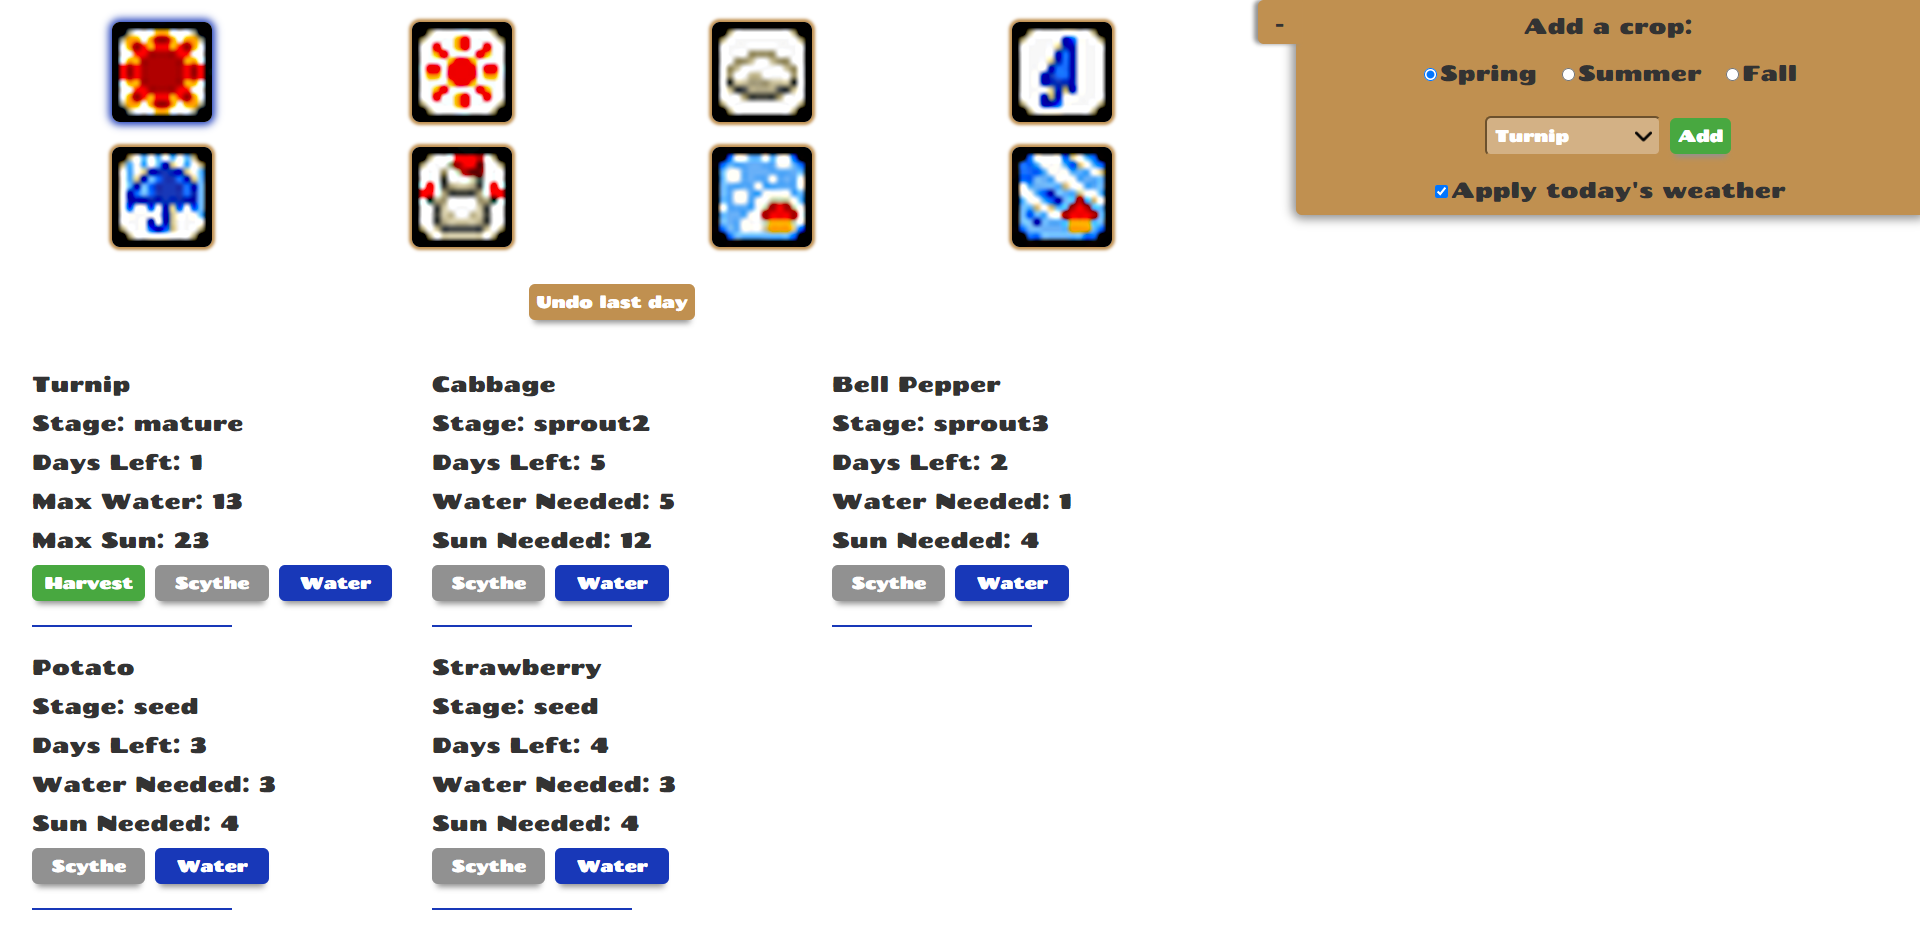 -
Add a crop:
Spring Summer Fall
Turnip Add
Apply today's weather
Undo last day
Turnip
Stage: mature
Days Left: 1
Max Water: 13
Max Sun: 23
Harvest Scythe Water
Cabbage
Stage: sprout2
Days Left: 5
Water Needed: 5
Sun Needed: 12
Scythe Water
Bell Pepper
Stage: sprout3
Days Left: 2
Water Needed: 1
Sun Needed: 4
Scythe Water
Potato
Stage: seed
Days Left: 3
Water Needed: 3
Sun Needed: 4
Scythe Water
Strawberry
Stage: seed
Days Left: 4
Water Needed: 3
Sun Needed: 4
Scythe Water